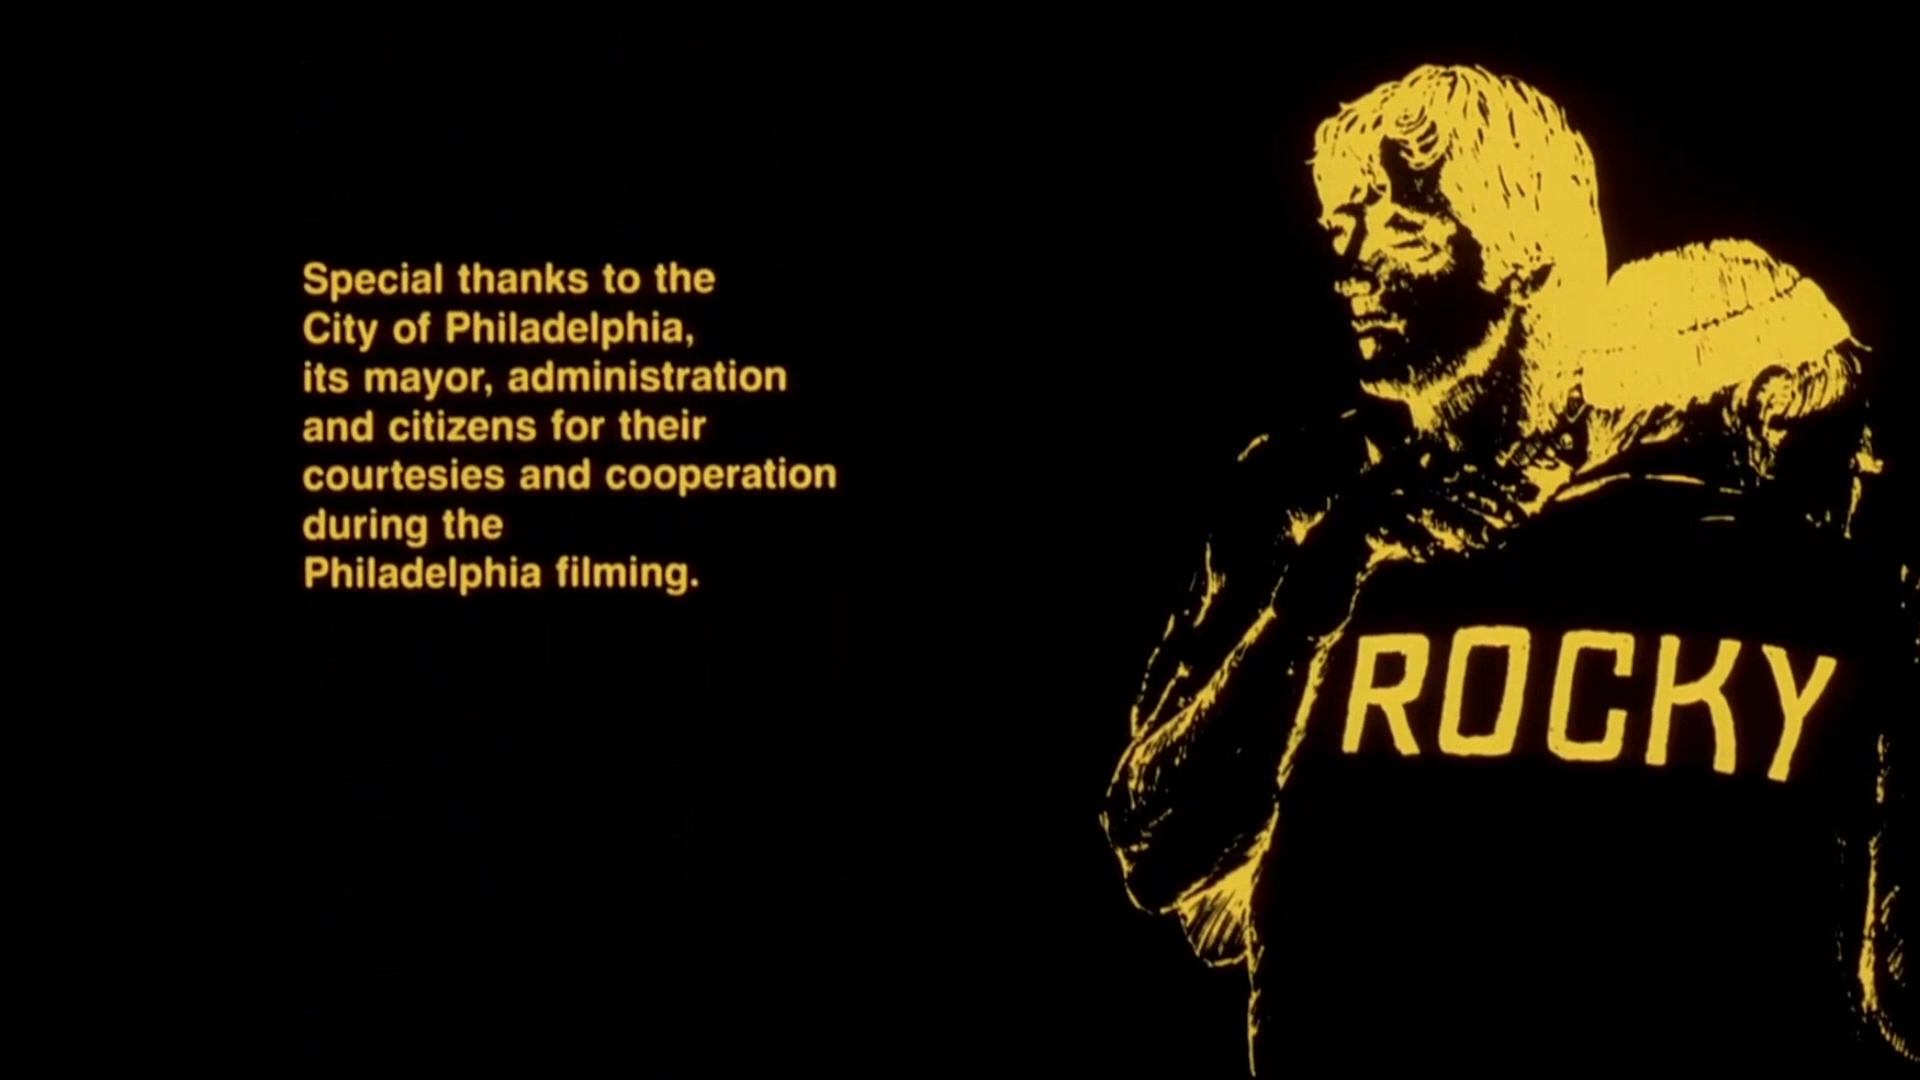 Special thanks to the
City of Philadelphia,
its mayor, administration
and citizens for their
courtesies and cooperation
during the
Philadelphia filming.
ROCKY